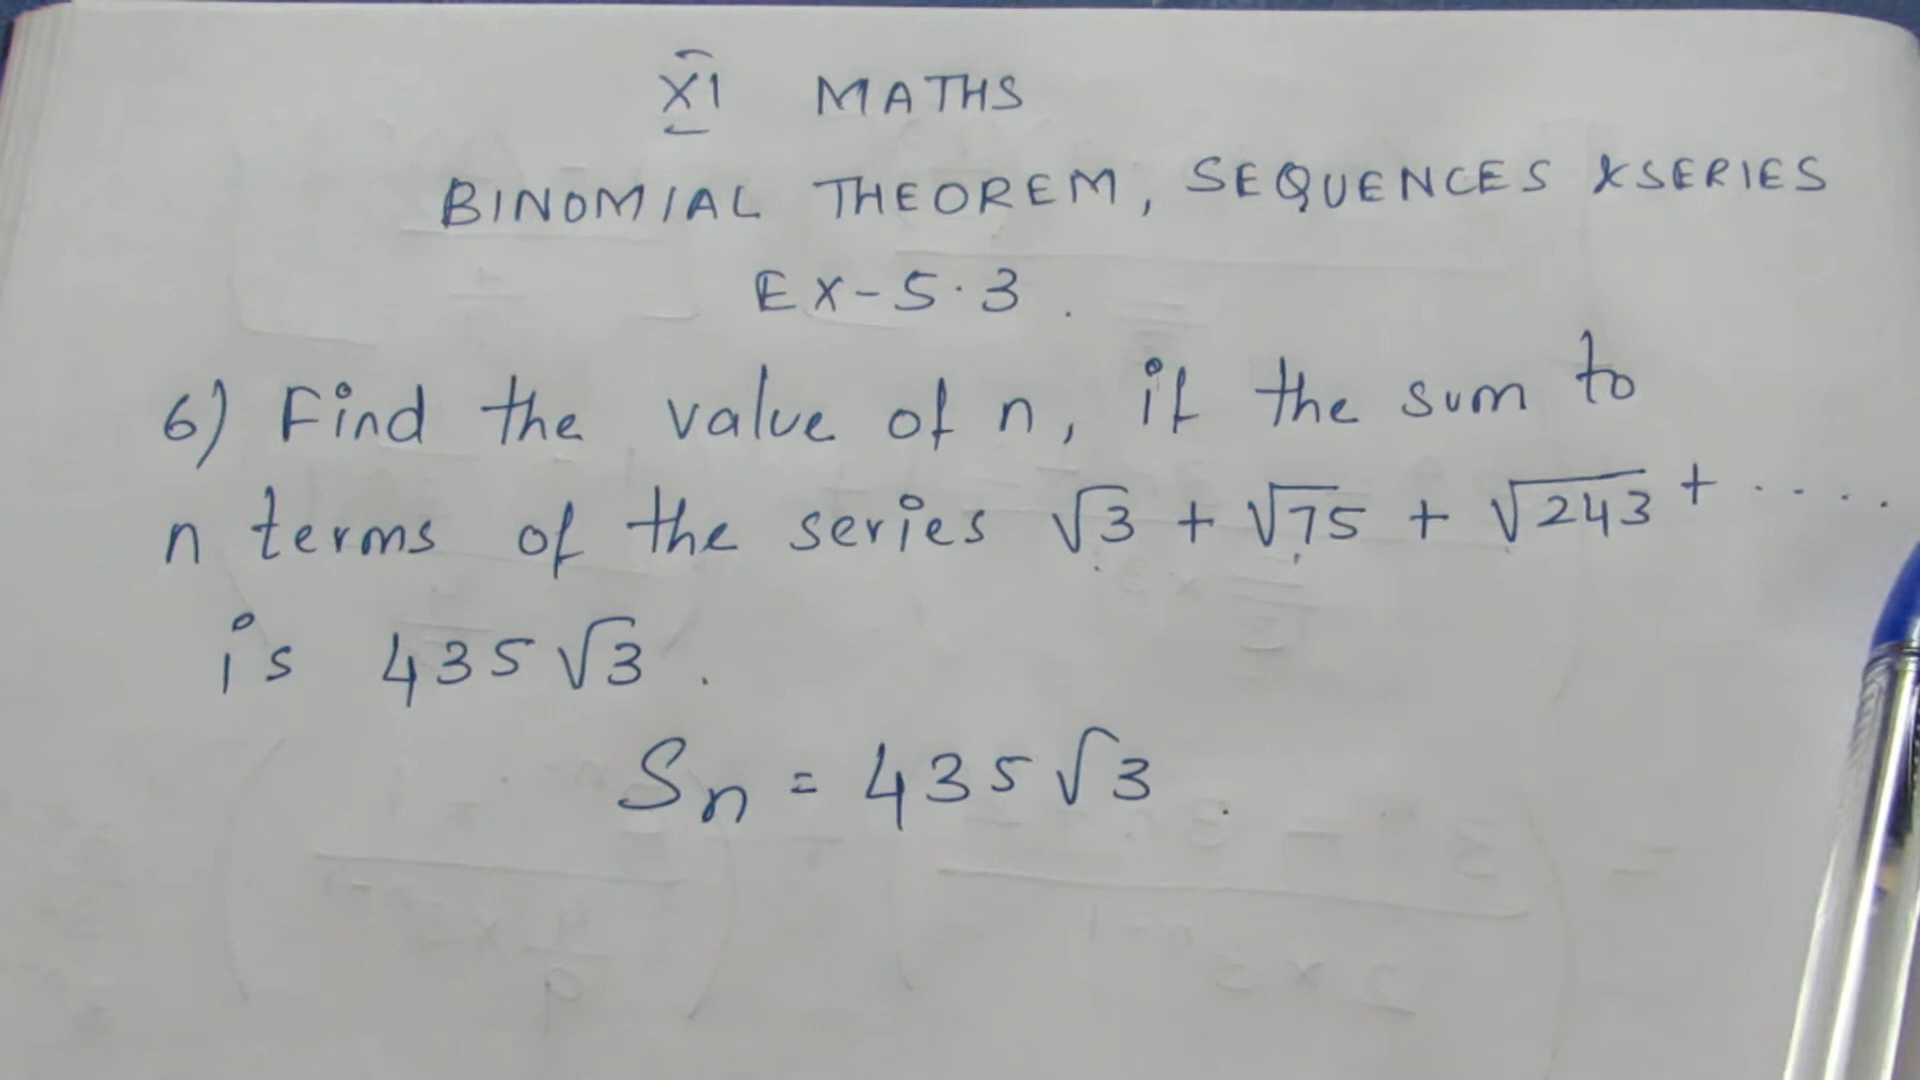 XI MATHS
BINOMIAL THEOREM, SEQUENCES & SERIES
EX-5.3.
6) Find the value of n, if the sum to
n terms of the series √3 + √75 + √243 + .....
is 435√3.
Sn = 435√3.